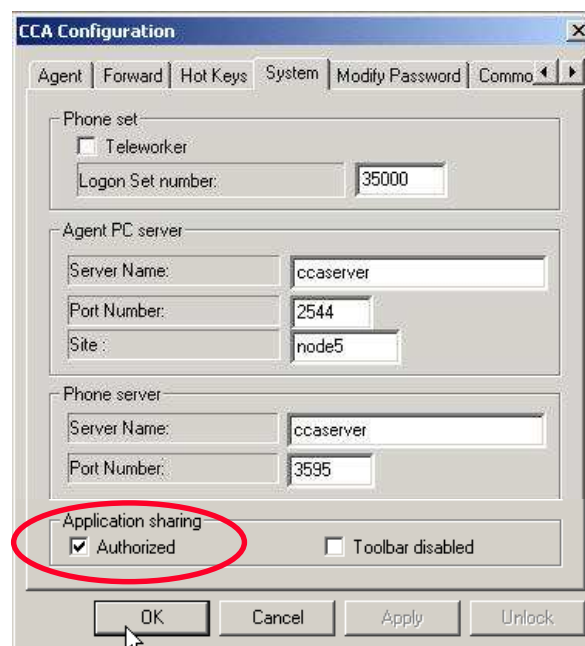 CCA Configuration
Agent Forward Hot Keys System Modify Password Commo
Phone set
Teleworker
Logon Set number: 35000
Agent PC server
Server Name: ccaserver
Port Number: 2544
Site : node5
Phone server
Server Name: ccaserver
Port Number: 3595
Application sharing
Authorized Toolbar disabled
OK Cancel Apply Unlock